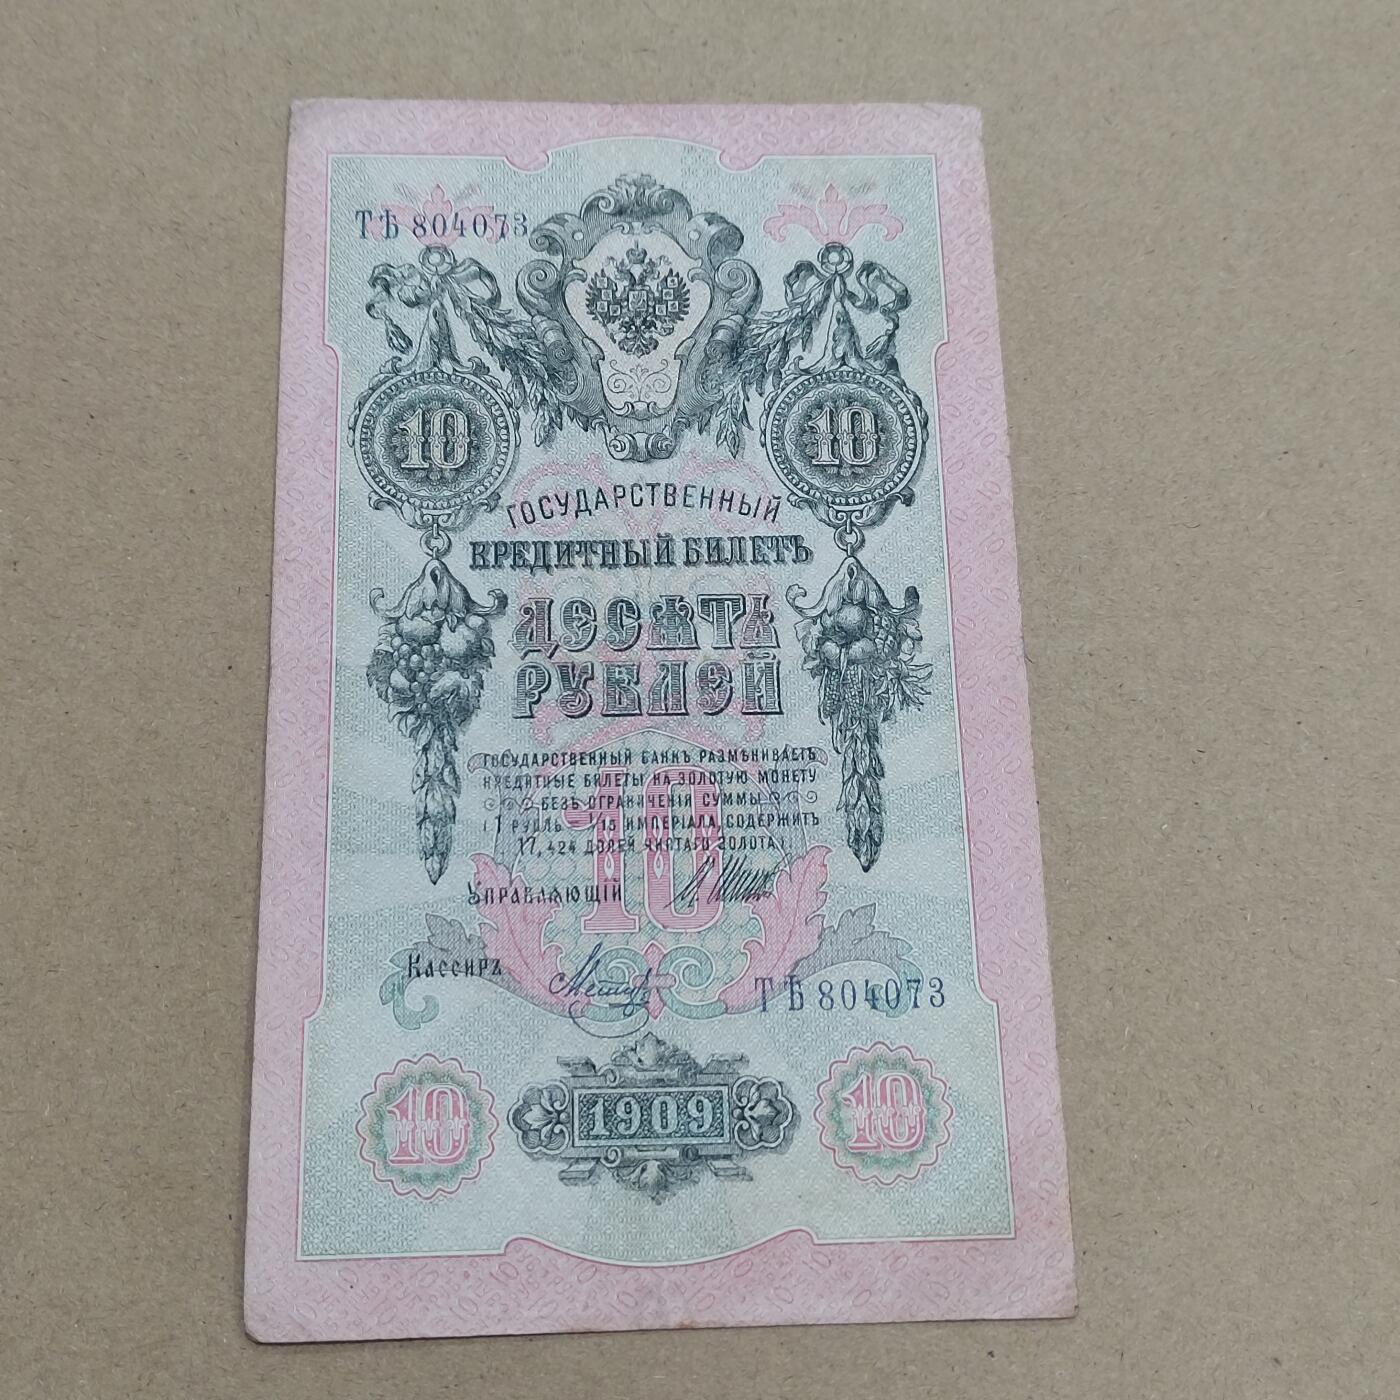 ТѢ 804073
10 10
ГОСУДАРСТВЕННЫЙ
КРЕДИТНЫЙ БИЛЕТЪ
ДЕСЯТЬ
РУБЛЕЙ
ГОСУДАРСТВЕННЫЙ БАНКЪ РАЗМѢНИВАЕТЪ
КРЕДИТНЫЕ БИЛЕТЫ НА ЗОЛОТУЮ МОНЕТУ
БЕЗЪ ОГРАНИЧЕНІЯ СУММЫ
(1 РУБЛЬ = 1/15 ИМПЕРІАЛА, СОДЕРЖИТЪ
17,424 ДОЛЕЙ ЧИСТАГО ЗОЛОТА).
10
УПРАВЛЯЮЩІЙ
КАССИРЪ
ТѢ 804073
10 1909 10